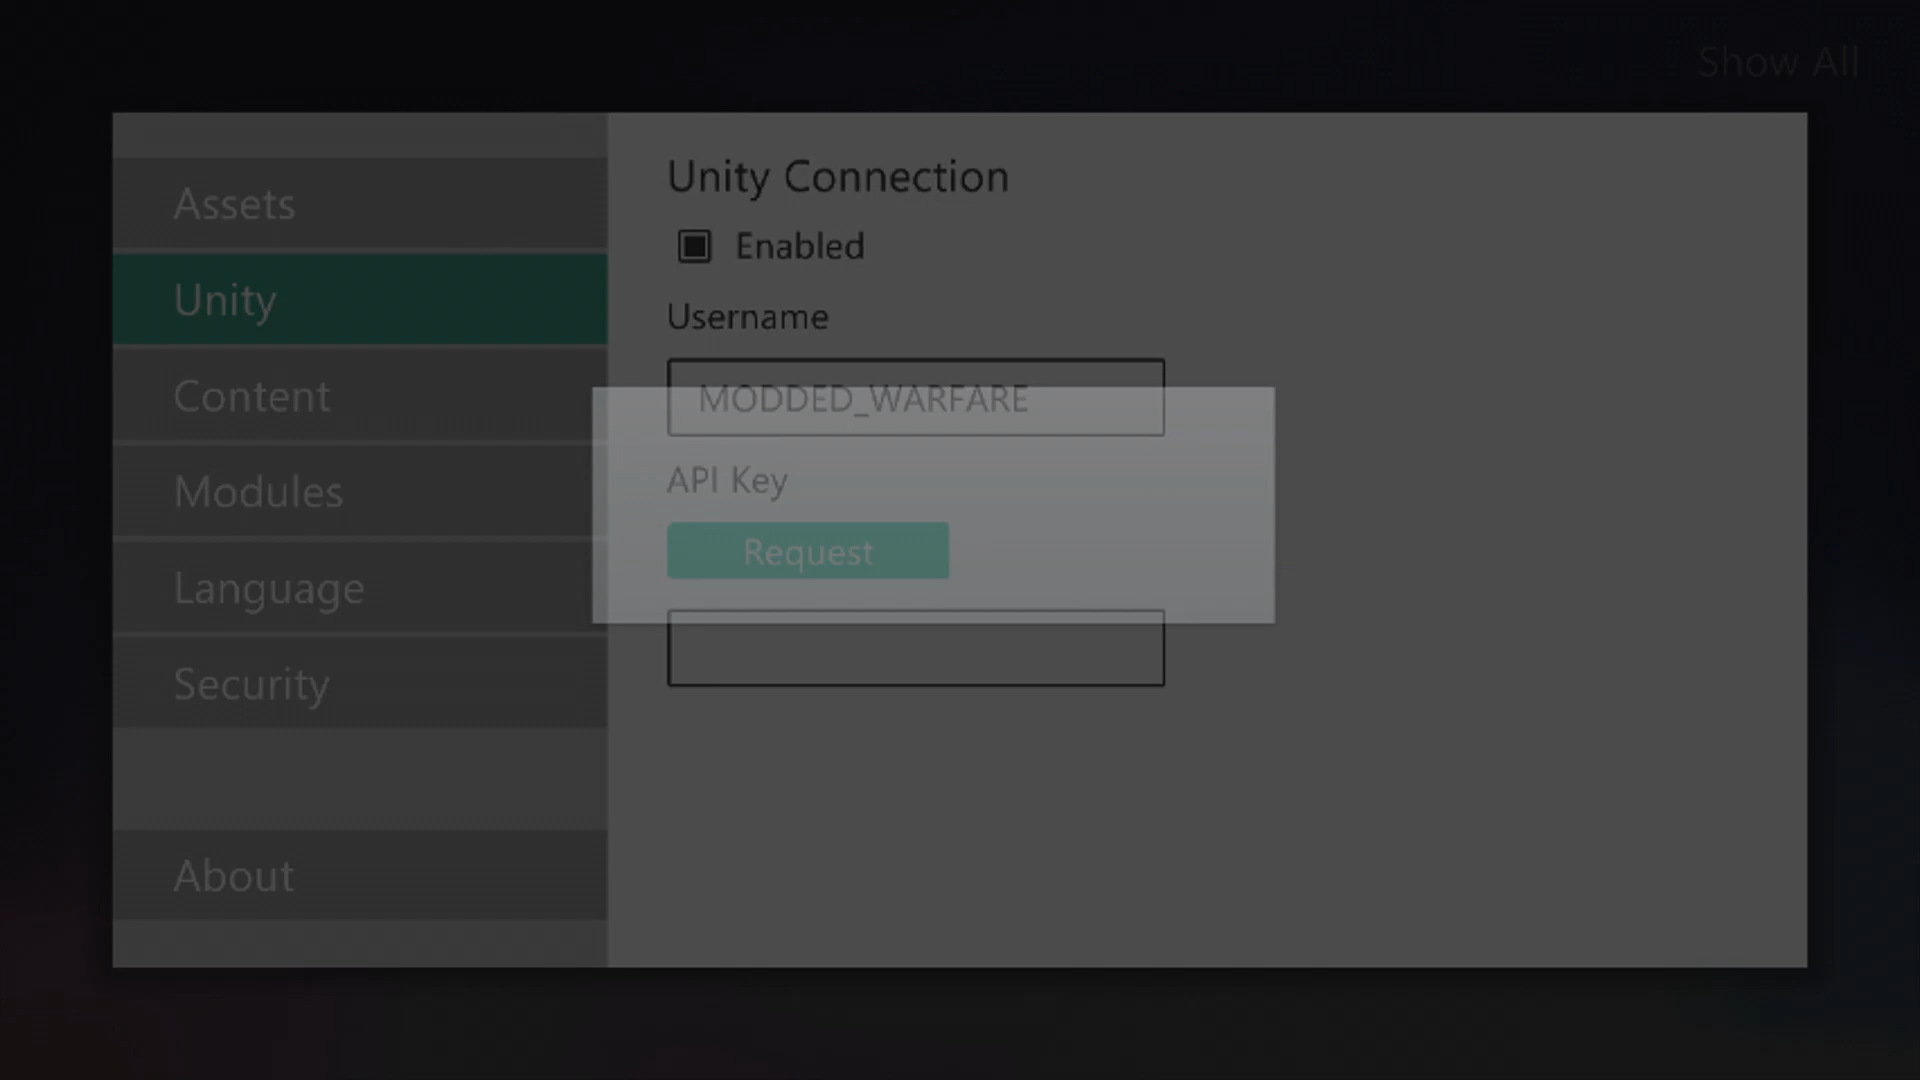 Show All
Assets
Unity
Content
Modules
Language
Security
About
Unity Connection
Enabled
Username
MODDED_WARFARE
API Key
Request